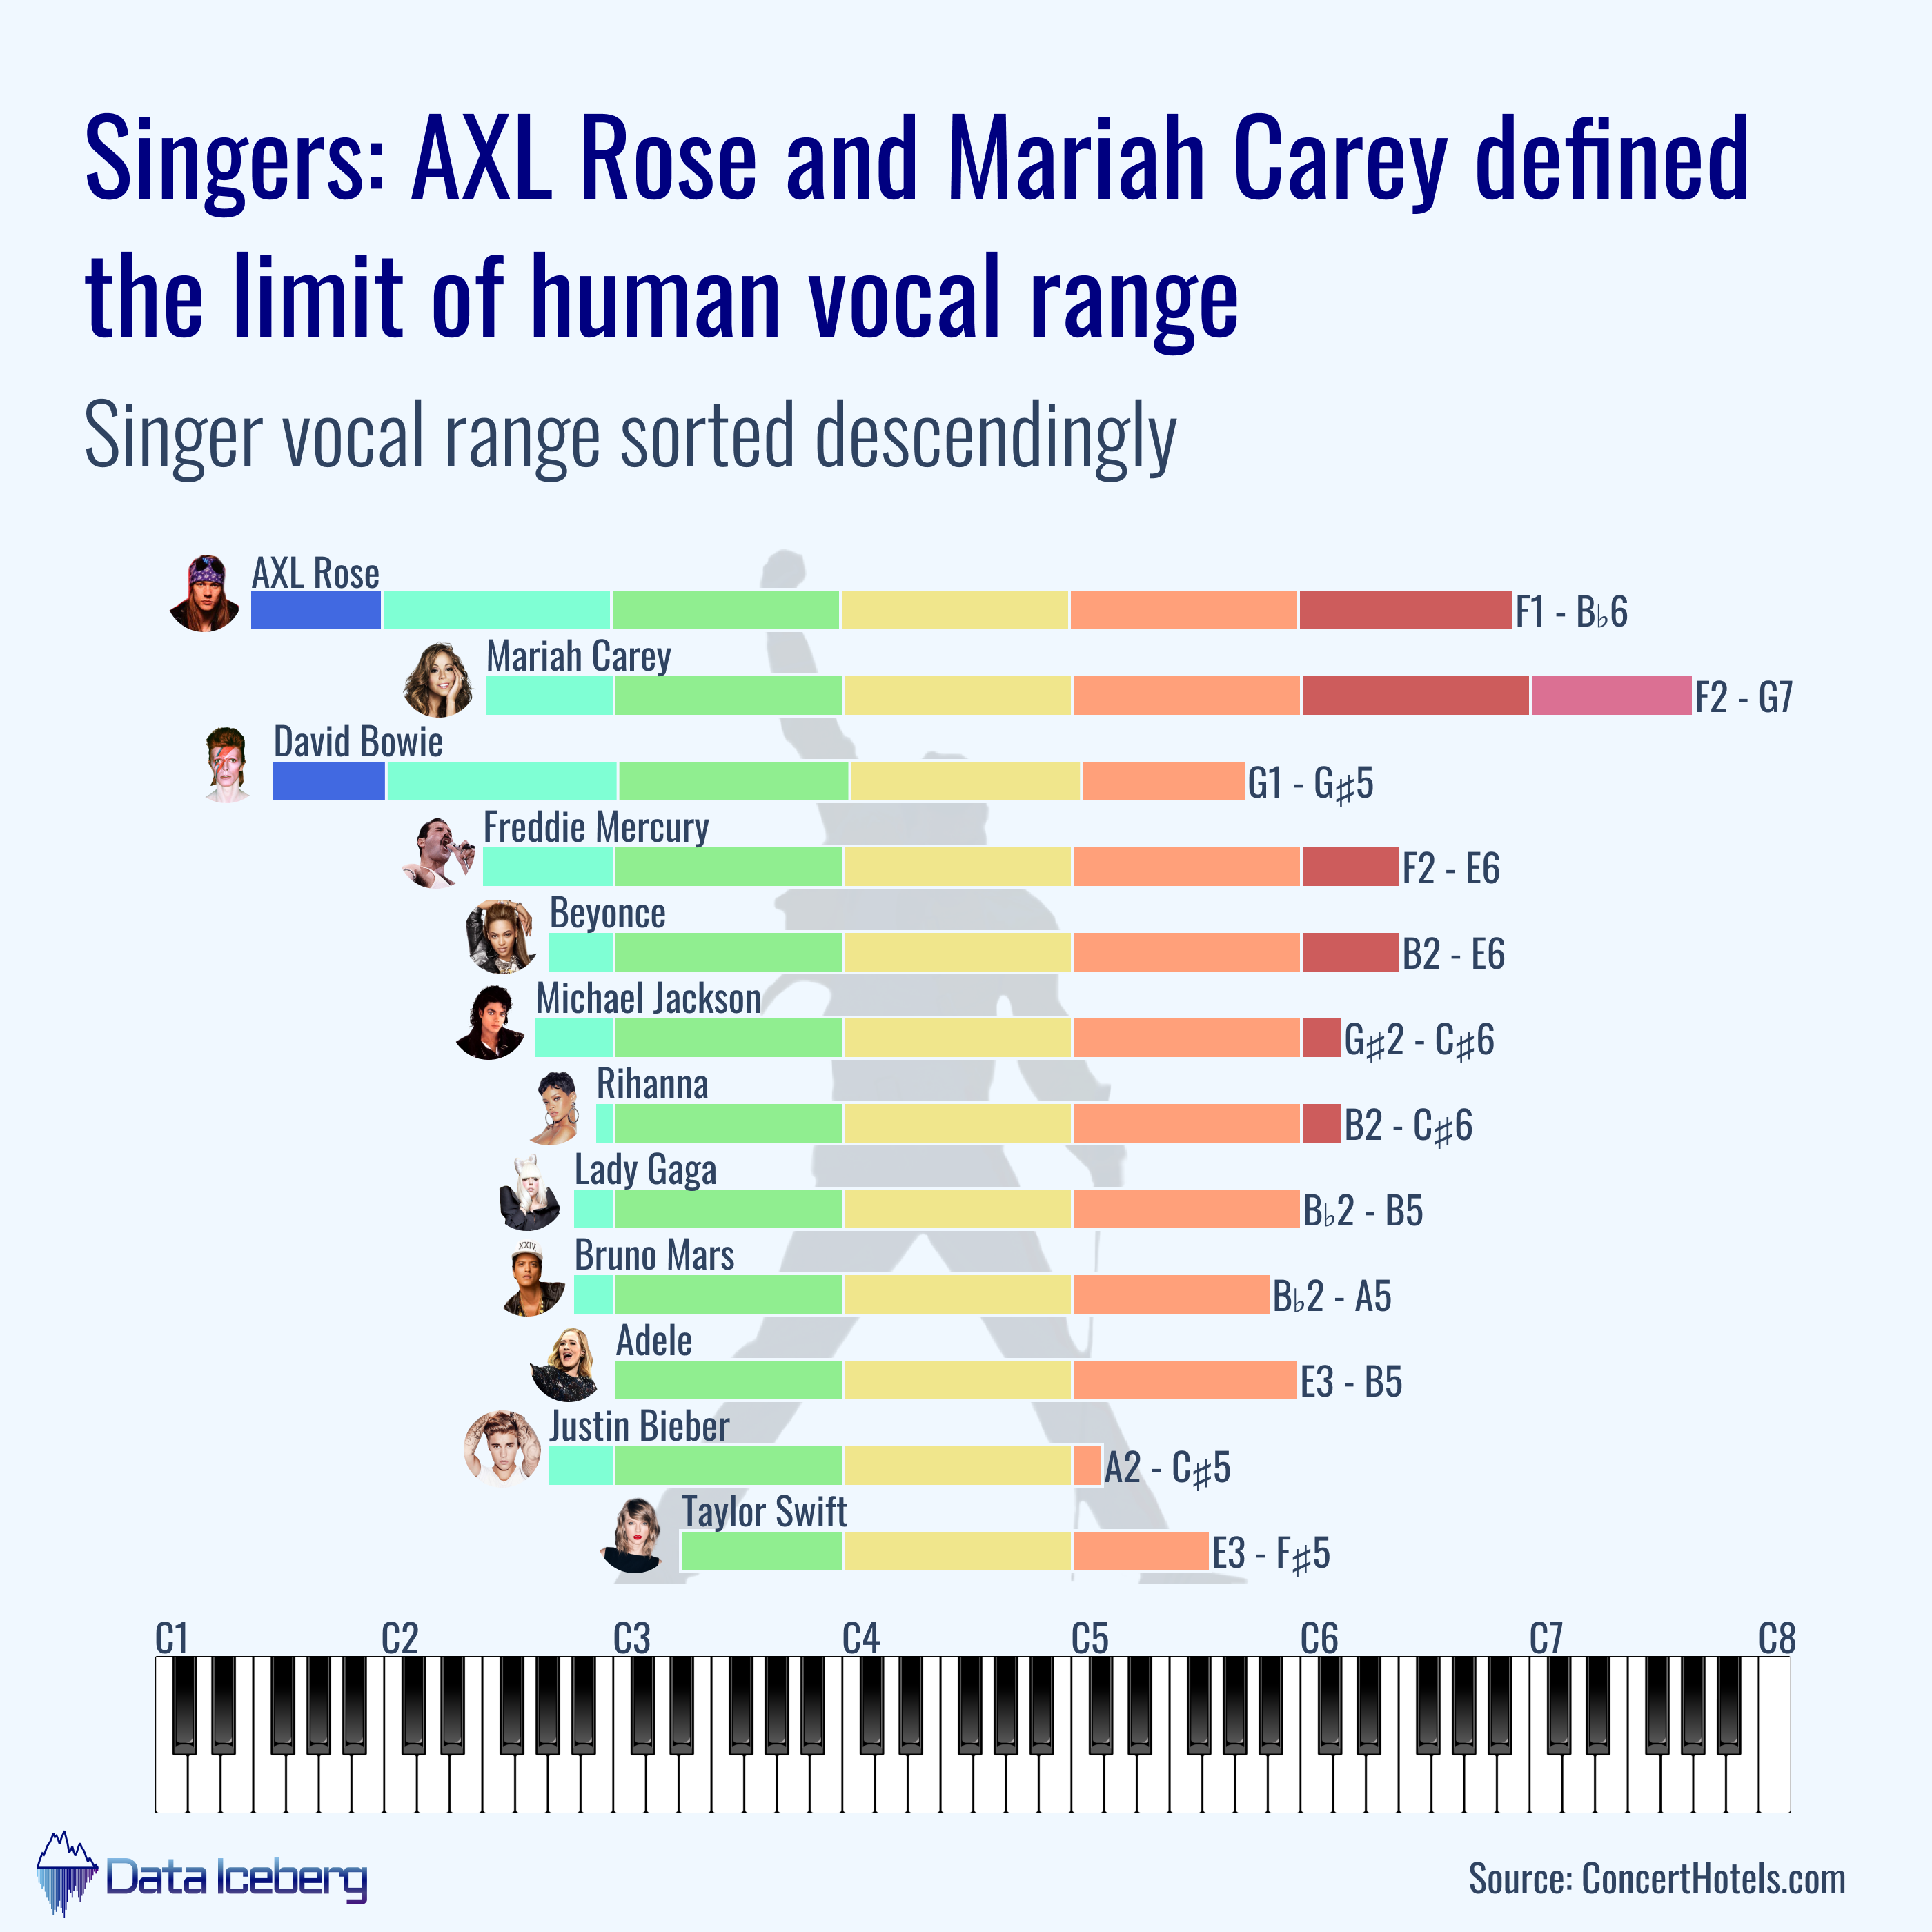 Singers: AXL Rose and Mariah Carey defined
the limit of human vocal range
Singer vocal range sorted descendingly
AXL Rose
F1 - B♭6
Mariah Carey
F2 - G7
David Bowie
G1 - G♯5
Freddie Mercury
F2 - E6
Beyonce
B2 - E6
Michael Jackson
G♯2 - C♯6
Rihanna
B2 - C♯6
Lady Gaga
B♭2 - B5
XXIV
Bruno Mars
B♭2 - A5
Adele
E3 - B5
Justin Bieber
A2 - C♯5
Taylor Swift
E3 - F♯5
C1 C2 C3 C4 C5 C6 C7 C8
Data Iceberg
Source: ConcertHotels.com